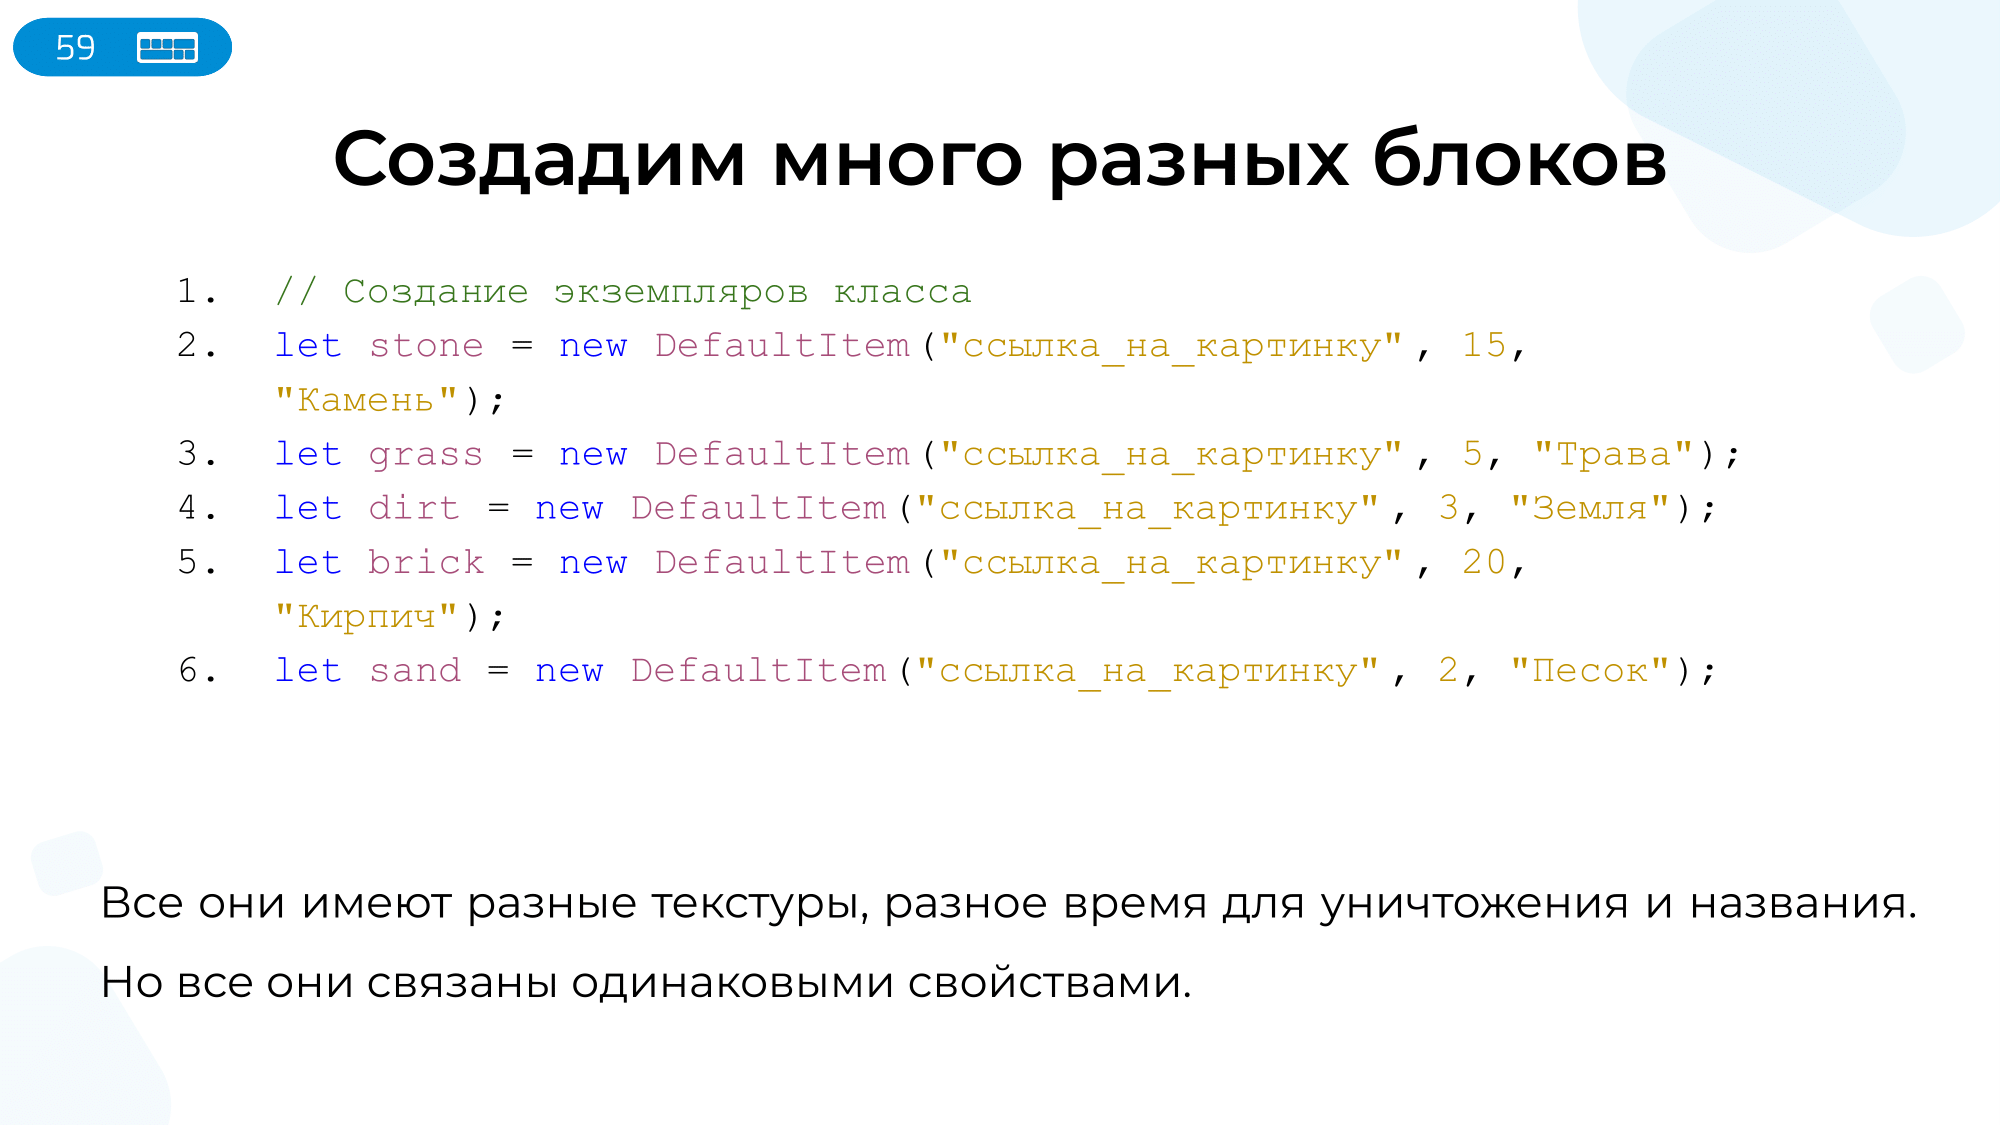 59
Создадим много разных блоков
1. // Создание экземпляров класса
2. let stone = new DefaultItem("ссылка_на_картинку", 15,
"Камень");
3. let grass = new DefaultItem("ссылка_на_картинку", 5, "Трава");
4. let dirt = new DefaultItem("ссылка_на_картинку", 3, "Земля");
5. let brick = new DefaultItem("ссылка_на_картинку", 20,
"Кирпич");
6. let sand = new DefaultItem("ссылка_на_картинку", 2, "Песок");
Все они имеют разные текстуры, разное время для уничтожения и названия.
Но все они связаны одинаковыми свойствами.